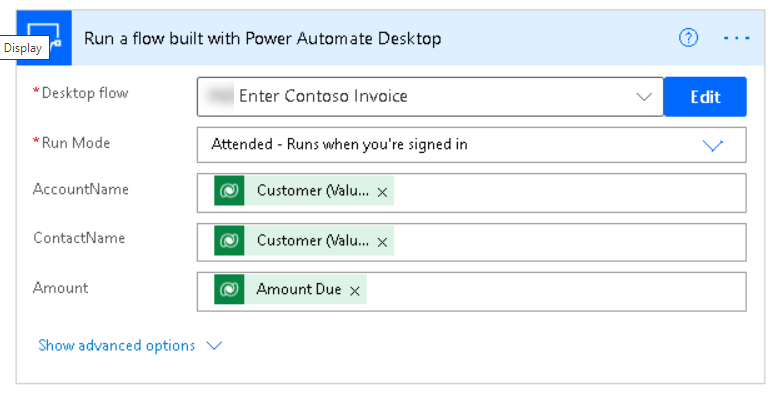 Run a flow built with Power Automate Desktop
Display
*Desktop flow
Enter Contoso Invoice
Edit
*Run Mode
Attended - Runs when you're signed in
AccountName
Customer (Valu... ×
ContactName
Customer (Valu... ×
Amount
Amount Due ×
Show advanced options